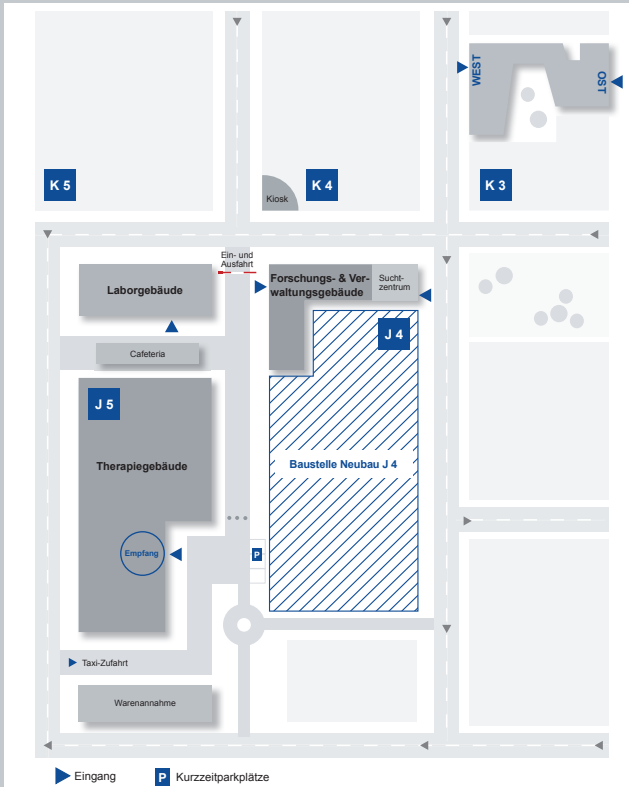 WEST
OST
K 5
K 4
K 3
Kiosk
Ein- und
Ausfahrt
Laborgebäude
Forschungs- & Ver-
waltungsgebäude
Sucht-
zentrum
J 4
Cafeteria
J 5
Therapiegebäude
Baustelle Neubau J 4
Empfang
P
Taxi-Zufahrt
Warenannahme
Eingang
P Kurzzeitparkplätze